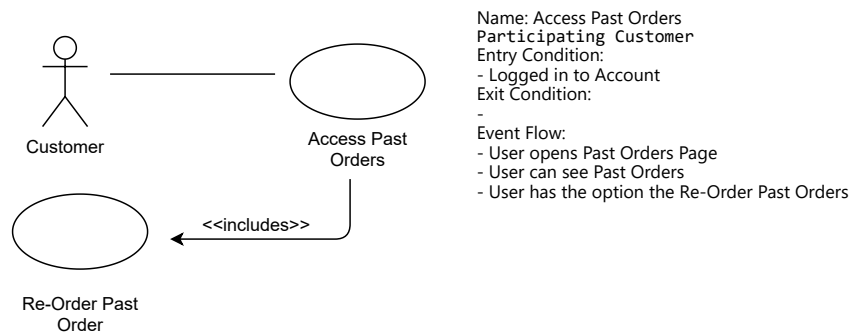 Customer
Access Past
Orders
<<includes>>
Re-Order Past
Order
Name: Access Past Orders
Participating Customer
Entry Condition:
- Logged in to Account
Exit Condition:
-
Event Flow:
- User opens Past Orders Page
- User can see Past Orders
- User has the option the Re-Order Past Orders